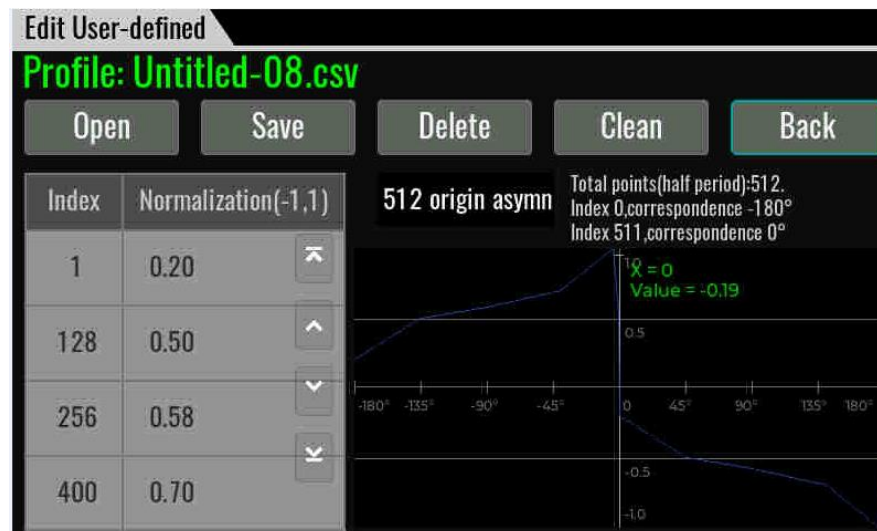 Edit User-defined
Profile: Untitled-08.csv
Open Save Delete Clean Back
Index Normalization(-1,1)
1 0.20
128 0.50
256 0.58
400 0.70
512 origin asymn
Total points(half period):512.
Index 0,correspondence -180°
Index 511,correspondence 0°
1.0
X = 0
Value = -0.19
0.5
-180° -135° -90° -45° 0 45° 90° 135° 180°
-0.5
-1.0